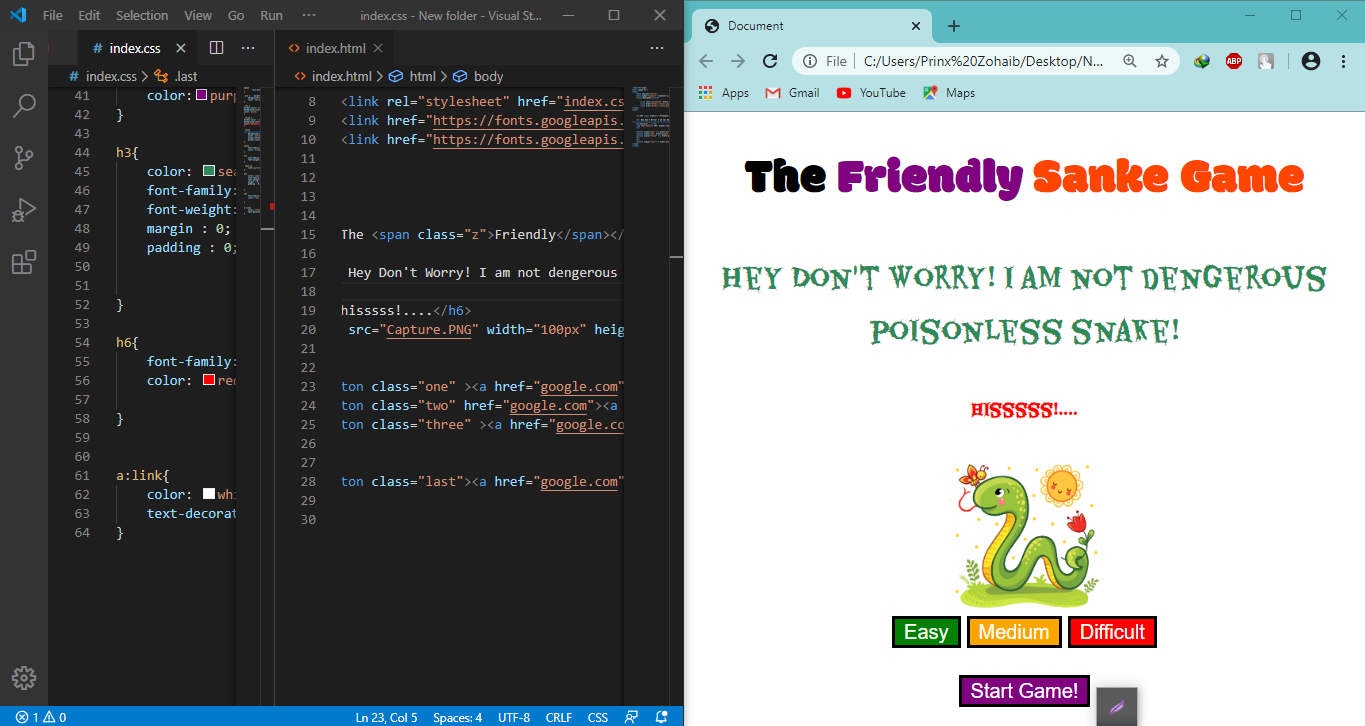 File Edit Selection View Go Run ··· index.css - New folder - Visual St...
# index.css × ···
# index.css > .last
41 color: purp
42 }
43
44 h3{
45 color: sea
46 font-family:
47 font-weight:
48 margin : 0;
49 padding : 0;
50
51
52 }
53
54 h6{
55 font-family:
56 color: red
57
58 }
59
60
61 a:link{
62 color: whi
63 text-decorat
64 }
<> index.html × ···
<> index.html > html > body
8 <link rel="stylesheet" href="index.cs
9 <link href="https://fonts.googleapis.
10 <link href="https://fonts.googleapis.
11
12
13
14
15 The <span class="z">Friendly</span></
16
17 Hey Don't Worry! I am not dengerous
18
19 hisssss!....</h6>
20 src="Capture.PNG" width="100px" heig
21
22
23 ton class="one" ><a href="google.com"
24 ton class="two" href="google.com"><a
25 ton class="three" ><a href="google.co
26
27
28 ton class="last"><a href="google.com"
29
30
1 0 Ln 23, Col 5 Spaces: 4 UTF-8 CRLF CSS
Document
File | C:/Users/Prinx%20Zohaib/Desktop/N... ABP
Apps Gmail YouTube Maps
The Friendly Sanke Game
HEY DON'T WORRY! I AM NOT DENGEROUS
POISONLESS SNAKE!
HISSSSS!....
Easy Medium Difficult
Start Game!